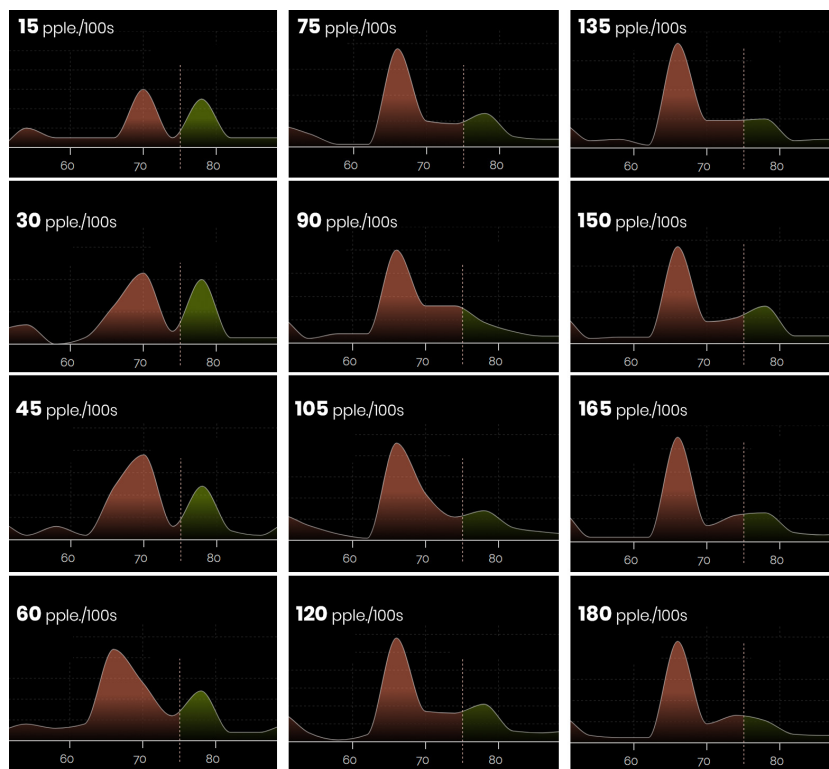 15 pple./100s
60 70 80
30 pple./100s
60 70 80
45 pple./100s
60 70 80
60 pple./100s
60 70 80
75 pple./100s
60 70 80
90 pple./100s
60 70 80
105 pple./100s
60 70 80
120 pple./100s
60 70 80
135 pple./100s
60 70 80
150 pple./100s
60 70 80
165 pple./100s
60 70 80
180 pple./100s
60 70 80